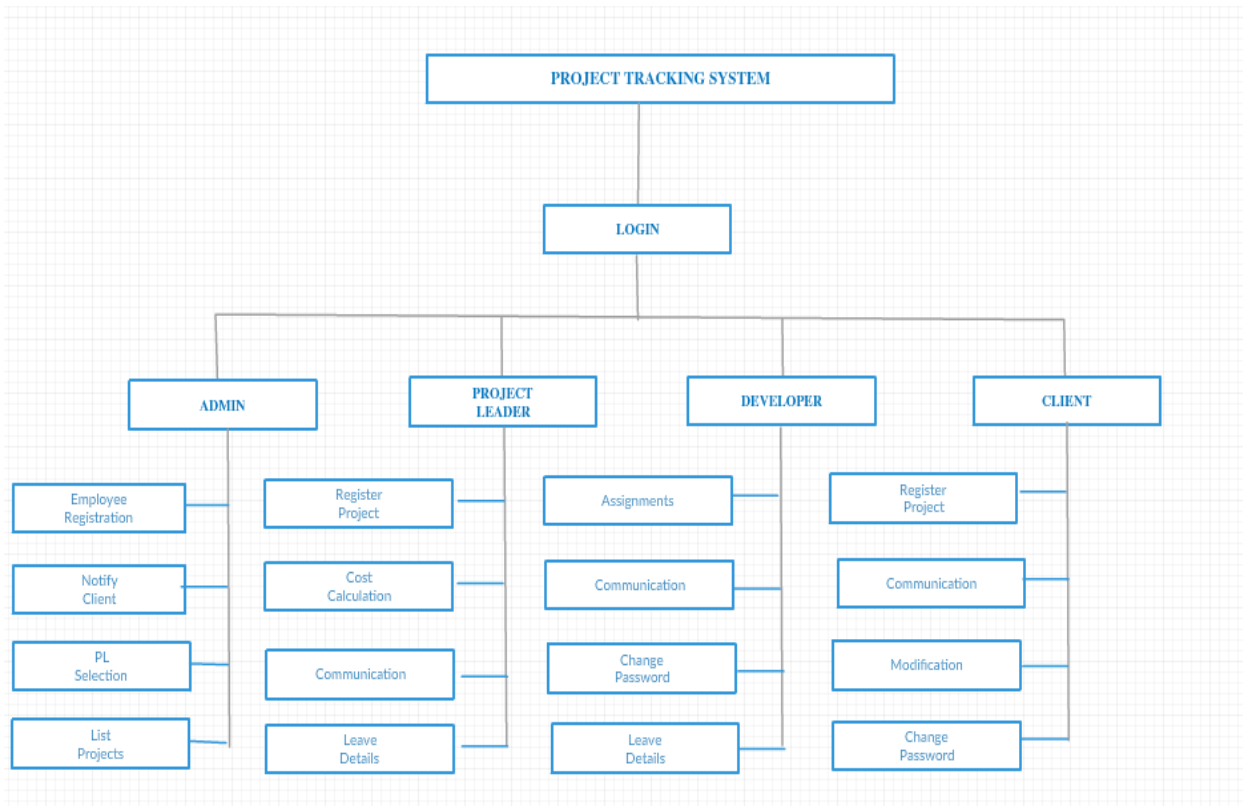 PROJECT TRACKING SYSTEM
LOGIN
ADMIN
PROJECT
LEADER
DEVELOPER
CLIENT
Employee
Registration
Notify
Client
PL
Selection
List
Projects
Register
Project
Cost
Calculation
Communication
Leave
Details
Assignments
Communication
Change
Password
Leave
Details
Register
Project
Communication
Modification
Change
Password